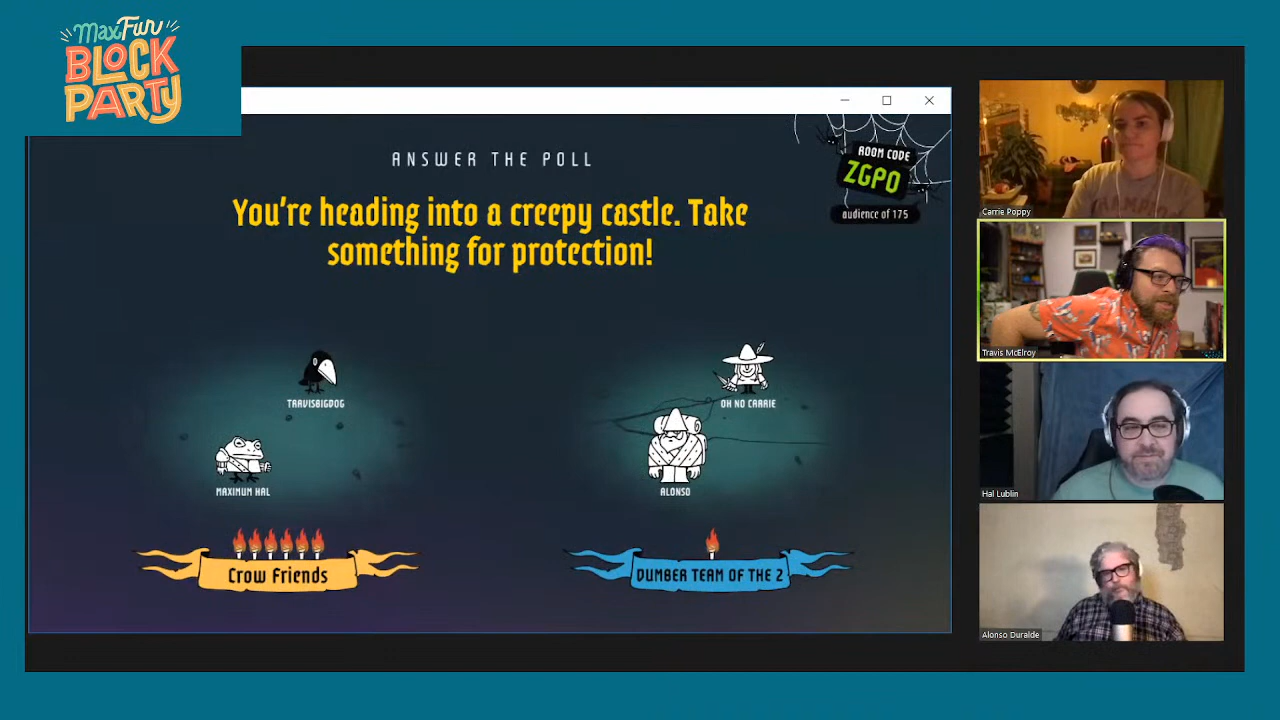 MaxFun
BLOCK
PARTY
ANSWER THE POLL
ROOM CODE
ZGPO
audience of 175
You're heading into a creepy castle. Take
something for protection!
TRAVISBIGDOG
MAXIMUM HAL
OH NO CARRIE
ALONSO
Crow Friends
DUMBER TEAM OF THE 2
Carrie Poppy
Travis McElroy
Hal Lublin
Alonso Duralde